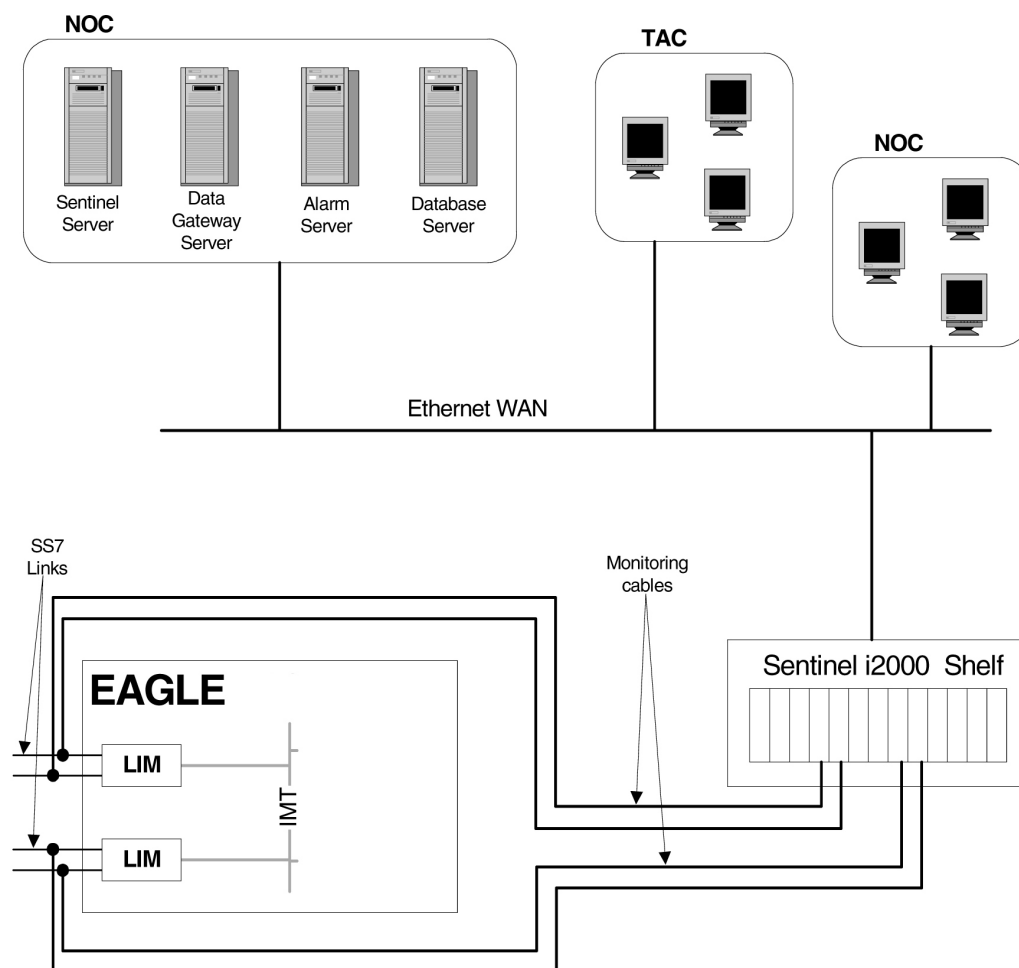 NOC
TAC
NOC
Sentinel
Server
Data
Gateway
Server
Alarm
Server
Database
Server
Ethernet WAN
SS7
Links
Monitoring
cables
Sentinel i2000 Shelf
EAGLE
LIM
IMT
LIM